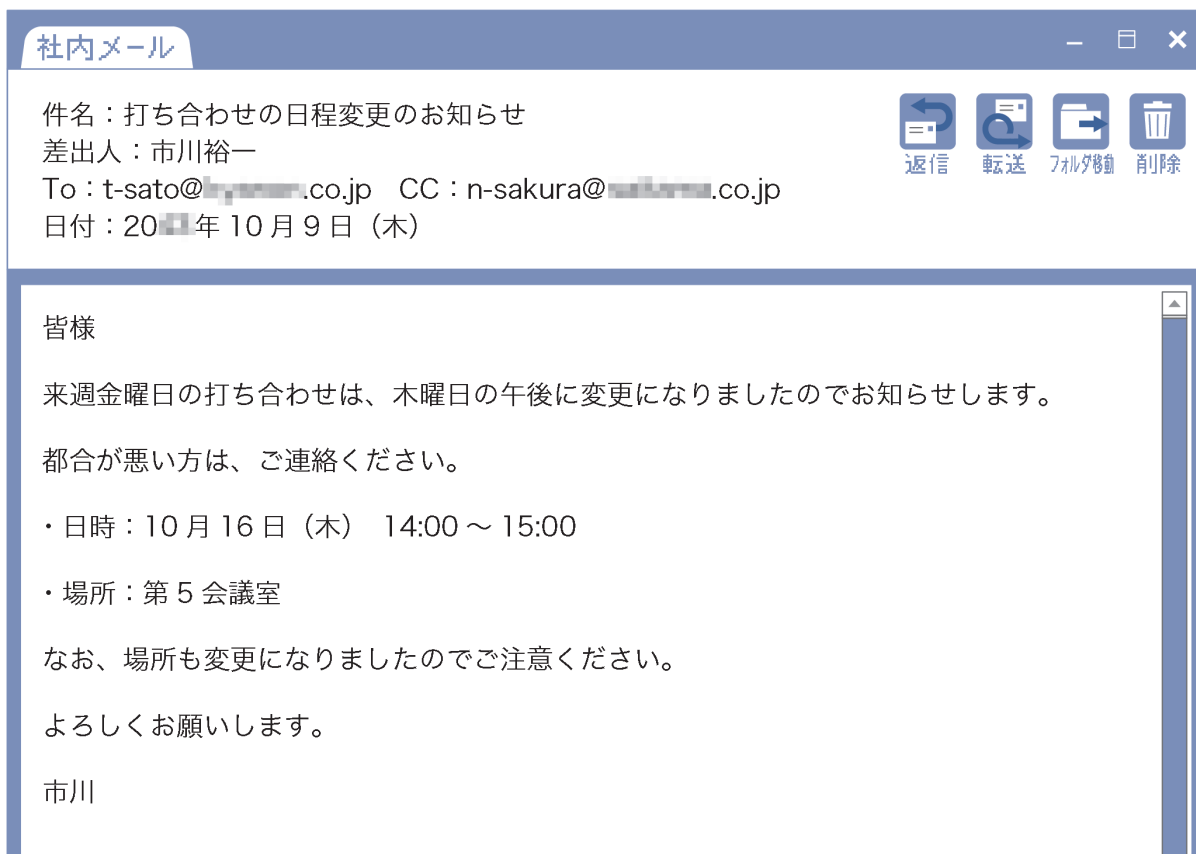 社内メール
件名：打ち合わせの日程変更のお知らせ
差出人：市川裕一
To：t-sato@ .co.jp　CC：n-sakura@ .co.jp
日付：20 年 10 月 9 日（木）
返信　転送　フォルダ移動　削除
皆様
来週金曜日の打ち合わせは、木曜日の午後に変更になりましたのでお知らせします。
都合が悪い方は、ご連絡ください。
・日時：10 月 16 日（木）　14:00 ～ 15:00
・場所：第 5 会議室
なお、場所も変更になりましたのでご注意ください。
よろしくお願いします。
市川